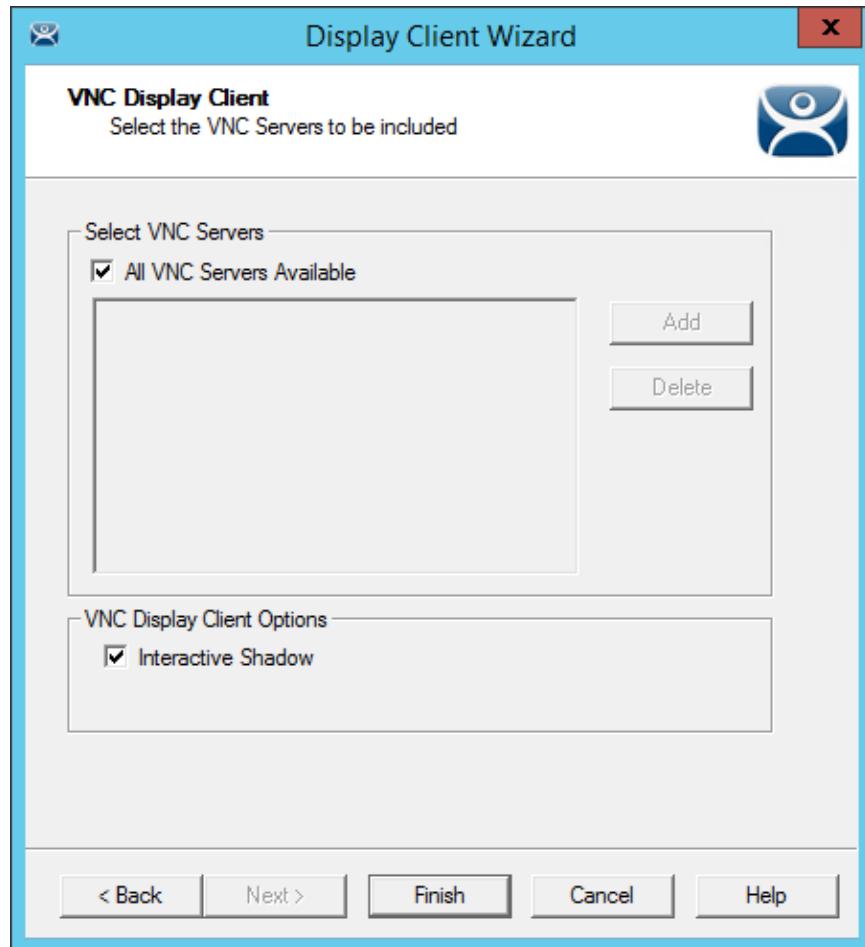 Display Client Wizard
x
VNC Display Client
Select the VNC Servers to be included
Select VNC Servers
All VNC Servers Available
Add
Delete
VNC Display Client Options
Interactive Shadow
< Back
Next >
Finish
Cancel
Help